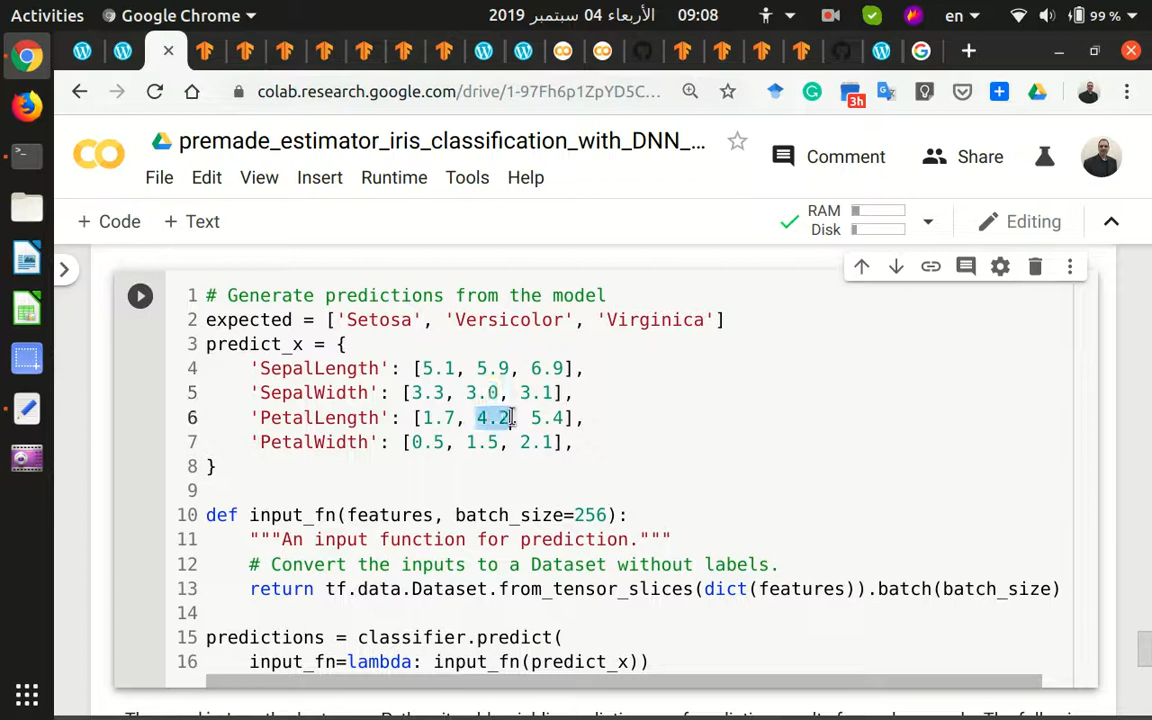 Activities Google Chrome الأربعاء 04 سبتمبر 2019 09:08 en 99 %
colab.research.google.com/drive/1-97Fh6p1ZpYD5C... 3h
premade_estimator_iris_classification_with_DNN_...
Comment Share
File Edit View Insert Runtime Tools Help
+ Code + Text RAM Disk Editing
1 # Generate predictions from the model
2 expected = ['Setosa', 'Versicolor', 'Virginica']
3 predict_x = {
4 'SepalLength': [5.1, 5.9, 6.9],
5 'SepalWidth': [3.3, 3.0, 3.1],
6 'PetalLength': [1.7, 4.2, 5.4],
7 'PetalWidth': [0.5, 1.5, 2.1],
8 }
9
10 def input_fn(features, batch_size=256):
11 """An input function for prediction."""
12 # Convert the inputs to a Dataset without labels.
13 return tf.data.Dataset.from_tensor_slices(dict(features)).batch(batch_size)
14
15 predictions = classifier.predict(
16 input_fn=lambda: input_fn(predict_x))